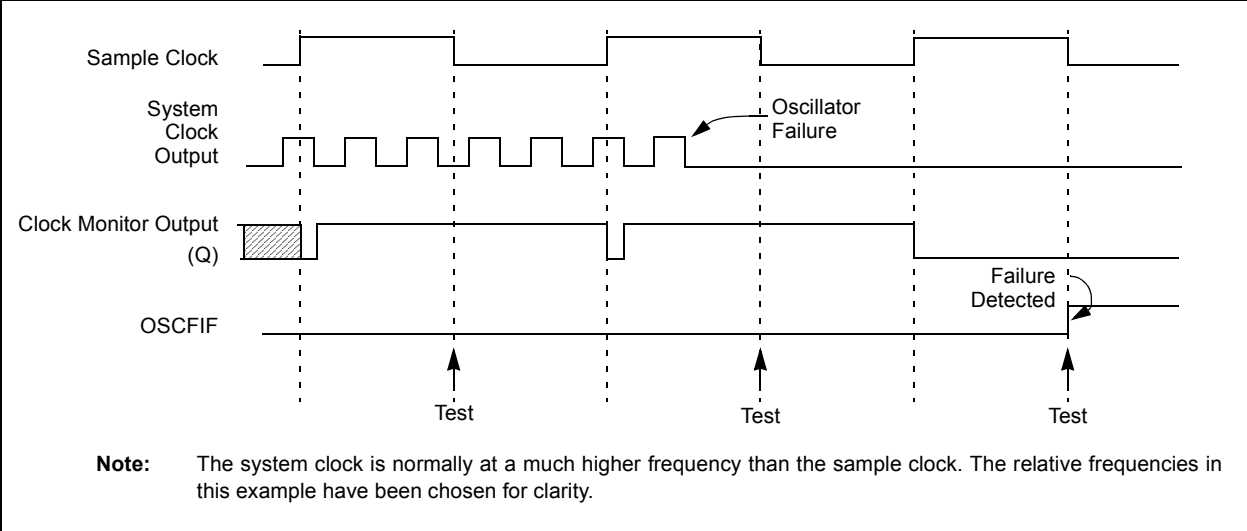 Sample Clock
System
Clock
Output
Oscillator
Failure
Clock Monitor Output
(Q)
Failure
Detected
OSCFIF
Test
Test
Test
Note: The system clock is normally at a much higher frequency than the sample clock. The relative frequencies in
this example have been chosen for clarity.